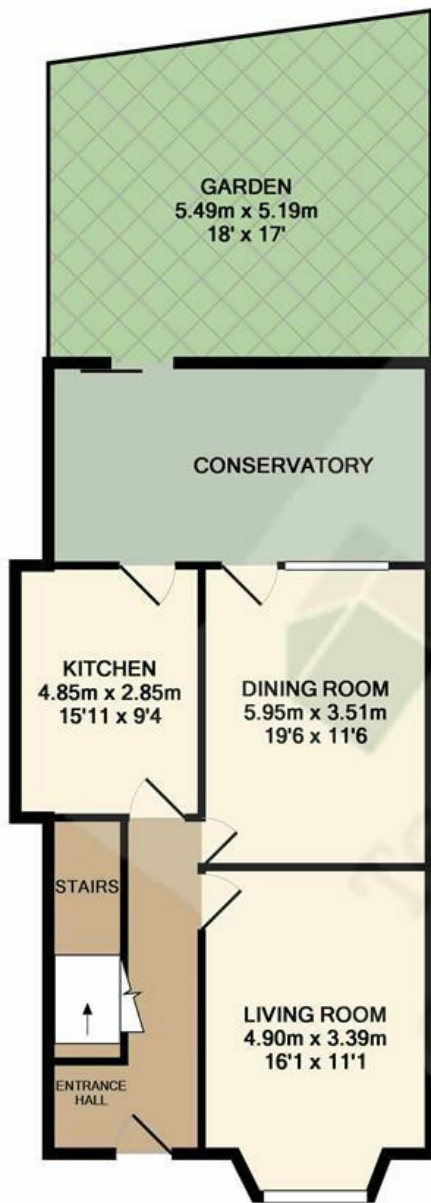 GARDEN
5.49m x 5.19m
18' x 17'
CONSERVATORY
KITCHEN
4.85m x 2.85m
15'11 x 9'4
DINING ROOM
5.95m x 3.51m
19'6 x 11'6
STAIRS
LIVING ROOM
4.90m x 3.39m
16'1 x 11'1
ENTRANCE
HALL